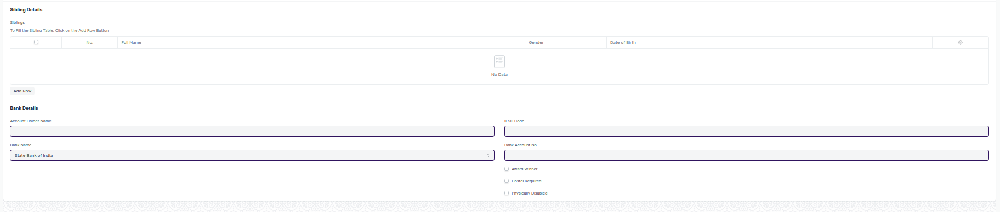 Sibling Details
Siblings
To Fill the Sibling Table, Click on the Add Row Button
No. Full Name Gender Date of Birth
No Data
Add Row
Bank Details
Account Holder Name IFSC Code
Bank Name Bank Account No
State Bank of India
Award Winner
Hostel Required
Physically Disabled